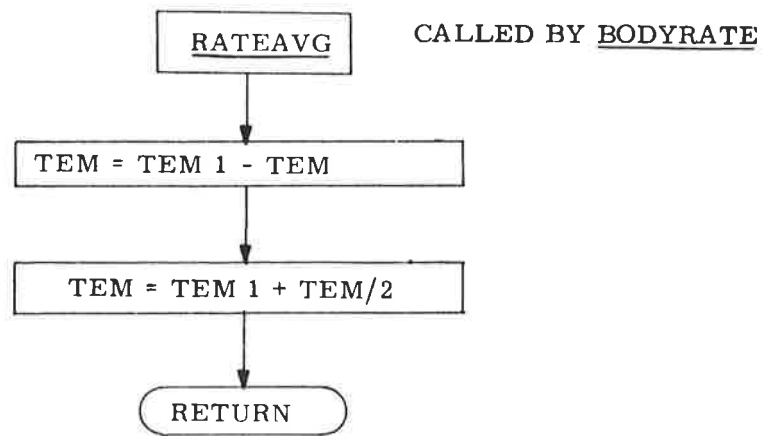 RATEAVG
CALLED BY BODYRATE
TEM = TEM 1 - TEM
TEM = TEM 1 + TEM/2
RETURN